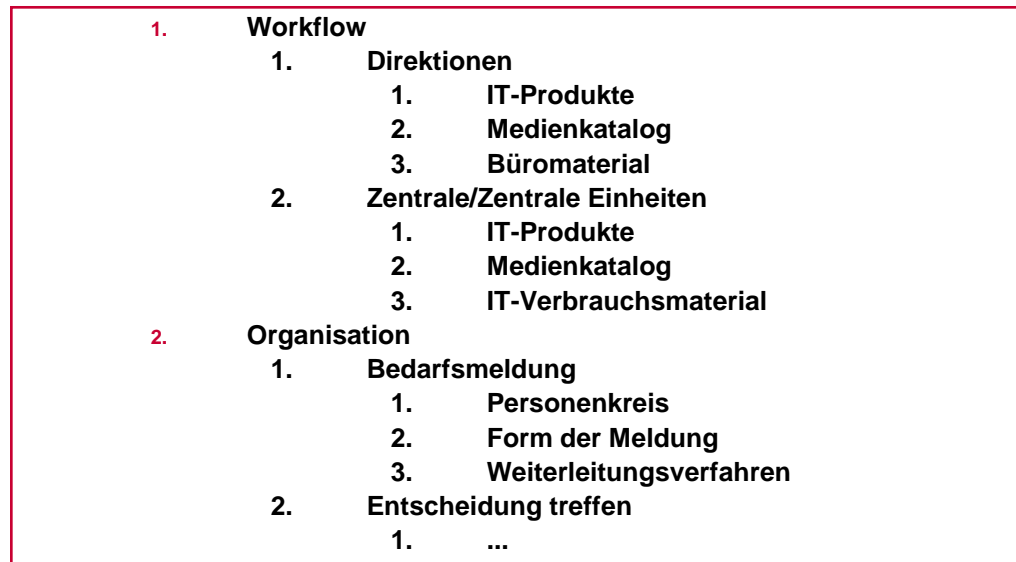 1. Workflow
1. Direktionen
1. IT-Produkte
2. Medienkatalog
3. Büromaterial
2. Zentrale/Zentrale Einheiten
1. IT-Produkte
2. Medienkatalog
3. IT-Verbrauchsmaterial
2. Organisation
1. Bedarfsmeldung
1. Personenkreis
2. Form der Meldung
3. Weiterleitungsverfahren
2. Entscheidung treffen
1. ...